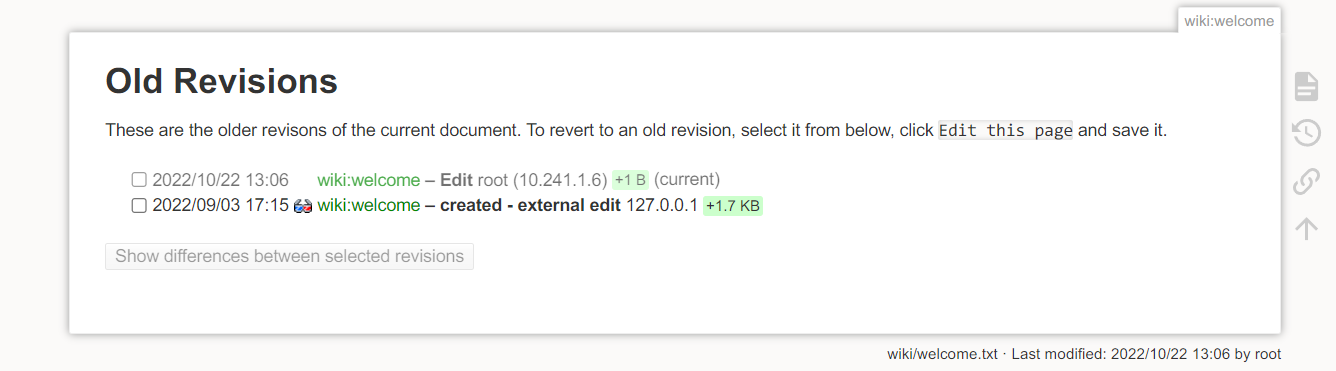 wiki:welcome
Old Revisions
These are the older revisons of the current document. To revert to an old revision, select it from below, click Edit this page and save it.
2022/10/22 13:06 wiki:welcome – Edit root (10.241.1.6) +1 B (current)
2022/09/03 17:15 wiki:welcome – created - external edit 127.0.0.1 +1.7 KB
Show differences between selected revisions
wiki/welcome.txt · Last modified: 2022/10/22 13:06 by root